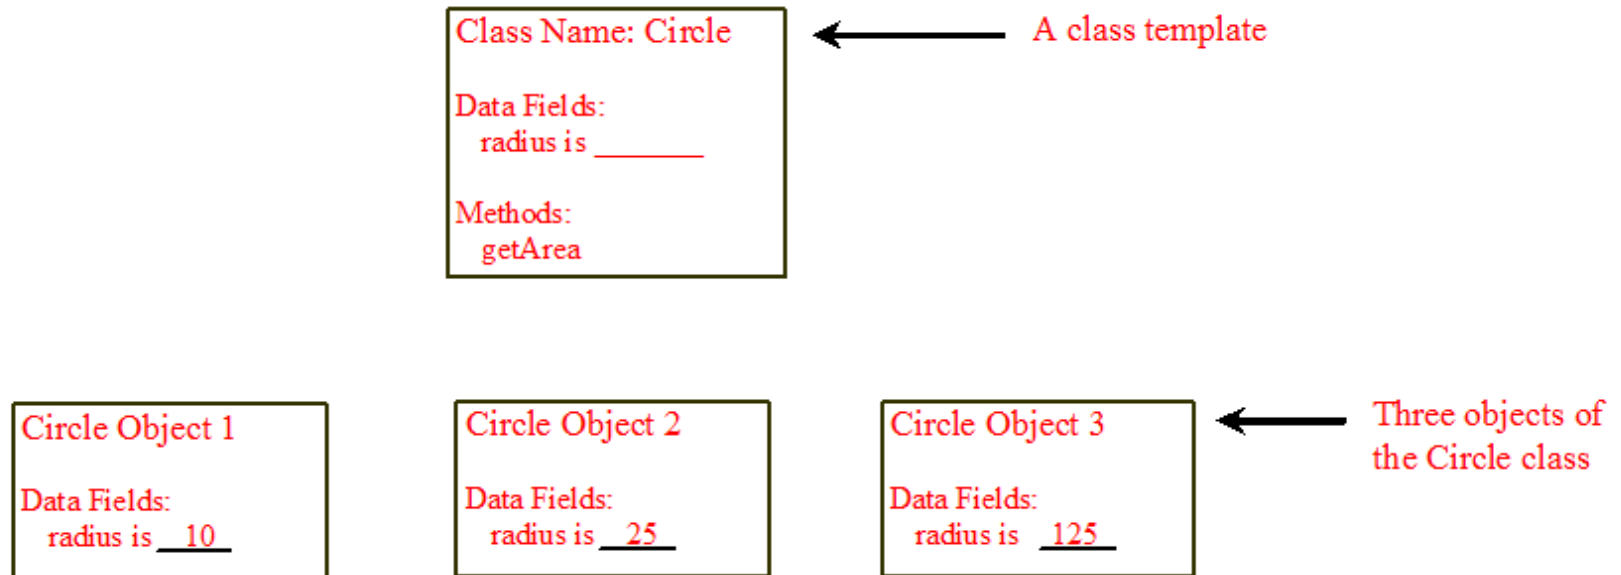 Class Name: Circle
A class template
Data Fields:
radius is _______
Methods:
getArea
Circle Object 1
Data Fields:
radius is 10
Circle Object 2
Data Fields:
radius is 25
Circle Object 3
Data Fields:
radius is 125
Three objects of
the Circle class